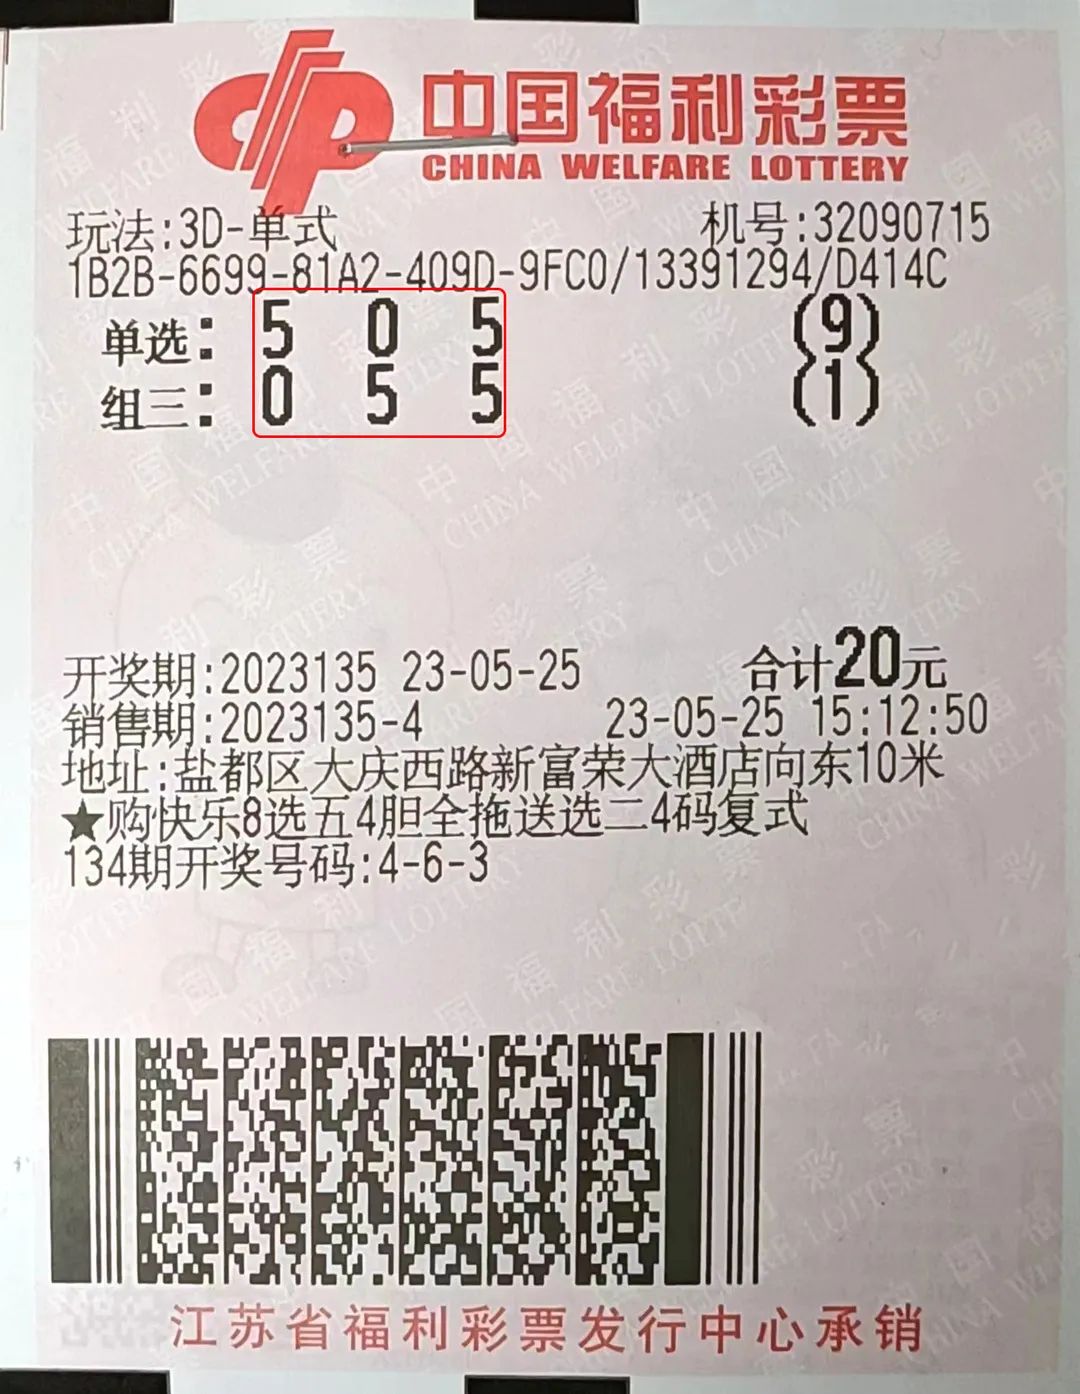 中国福利彩票
CHINA WELFARE LOTTERY
玩法:3D-单式 机号:32090715
1B2B-6699-81A2-409D-9FC0/13391294/D414C
单选: 5 0 5 (9)
组三: 0 5 5 (1)
开奖期:2023135 23-05-25 合计20元
销售期:2023135-4 23-05-25 15:12:50
地址:盐都区大庆西路新富荣大酒店向东10米
★购快乐8选五4胆全拖送选二4码复式
134期开奖号码:4-6-3
江苏省福利彩票发行中心承销